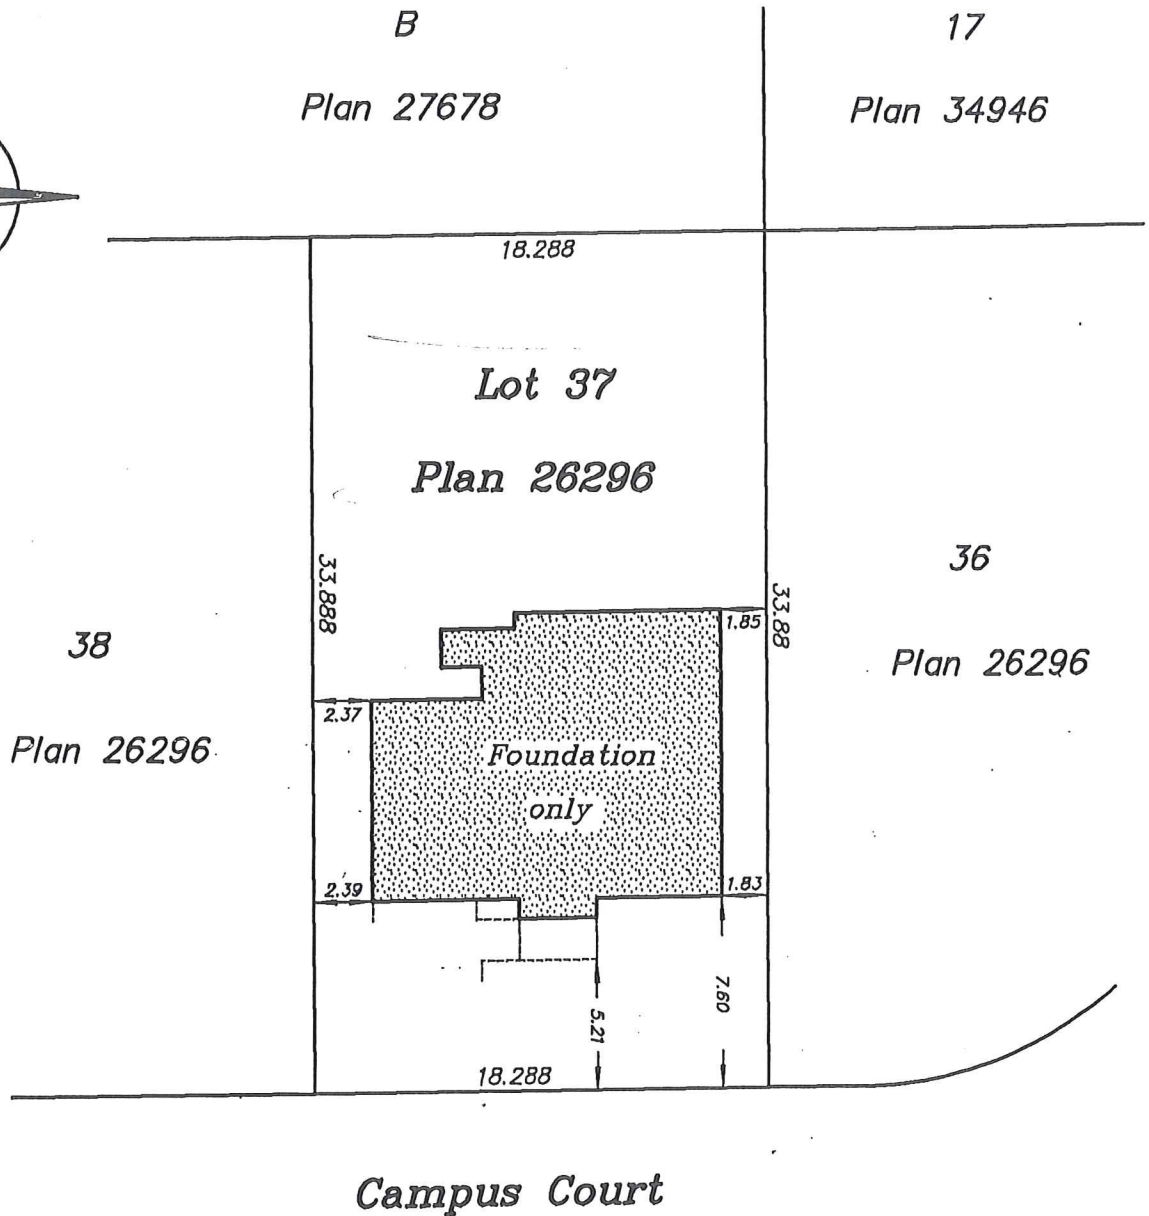 B
17
Plan 27678
Plan 34946
18.288
Lot 37
Plan 26296
33.888
33.88
1.85
36
38
Plan 26296
2.37
Plan 26296
Foundation
only
2.39
1.83
7.60
5.21
18.288
Campus Court